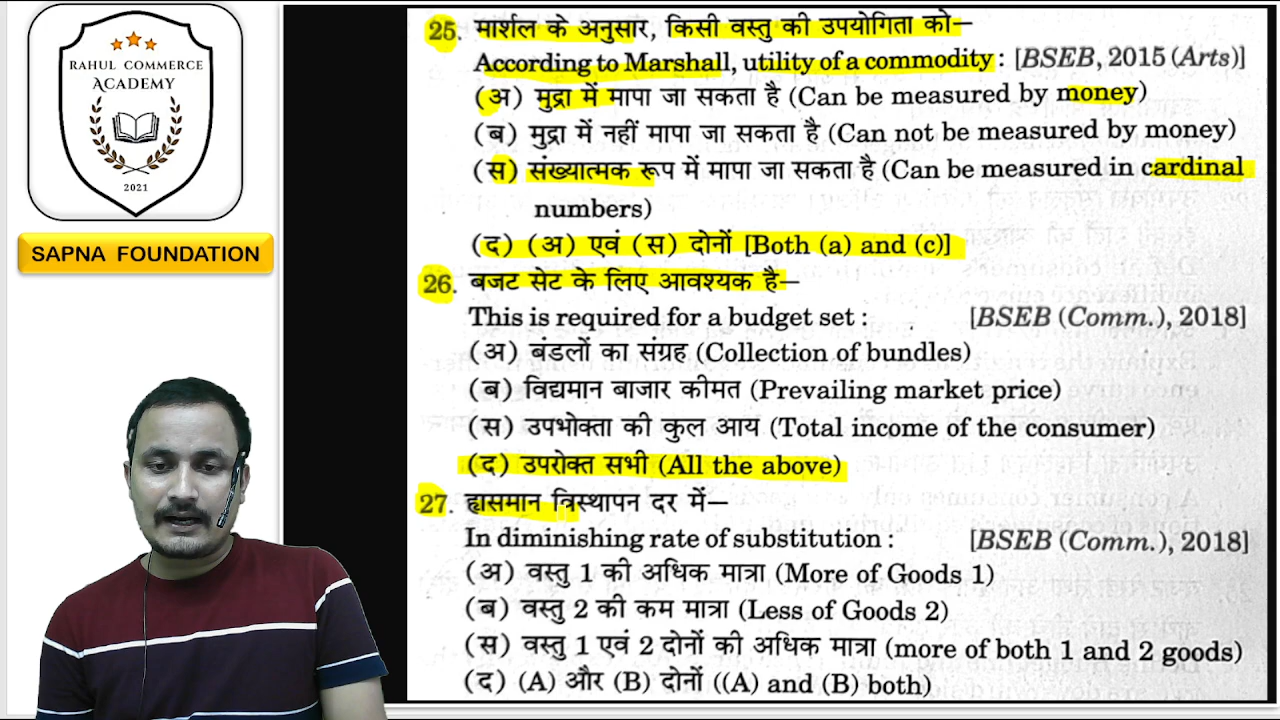 RAHUL COMMERCE
ACADEMY
2021
SAPNA FOUNDATION
25. मार्शल के अनुसार, किसी वस्तु की उपयोगिता को—
According to Marshall, utility of a commodity : [BSEB, 2015 (Arts)]
(अ) मुद्रा में मापा जा सकता है (Can be measured by money)
(ब) मुद्रा में नहीं मापा जा सकता है (Can not be measured by money)
(स) संख्यात्मक रूप में मापा जा सकता है (Can be measured in cardinal
numbers)
(द) (अ) एवं (स) दोनों [Both (a) and (c)]
26. बजट सेट के लिए आवश्यक है—
This is required for a budget set : [BSEB (Comm.), 2018]
(अ) बंडलों का संग्रह (Collection of bundles)
(ब) विद्यमान बाजार कीमत (Prevailing market price)
(स) उपभोक्ता की कुल आय (Total income of the consumer)
(द) उपरोक्त सभी (All the above)
27. ह्रासमान विस्थापन दर में—
In diminishing rate of substitution : [BSEB (Comm.), 2018]
(अ) वस्तु 1 की अधिक मात्रा (More of Goods 1)
(ब) वस्तु 2 की कम मात्रा (Less of Goods 2)
(स) वस्तु 1 एवं 2 दोनों की अधिक मात्रा (more of both 1 and 2 goods)
(द) (A) और (B) दोनों ((A) and (B) both)